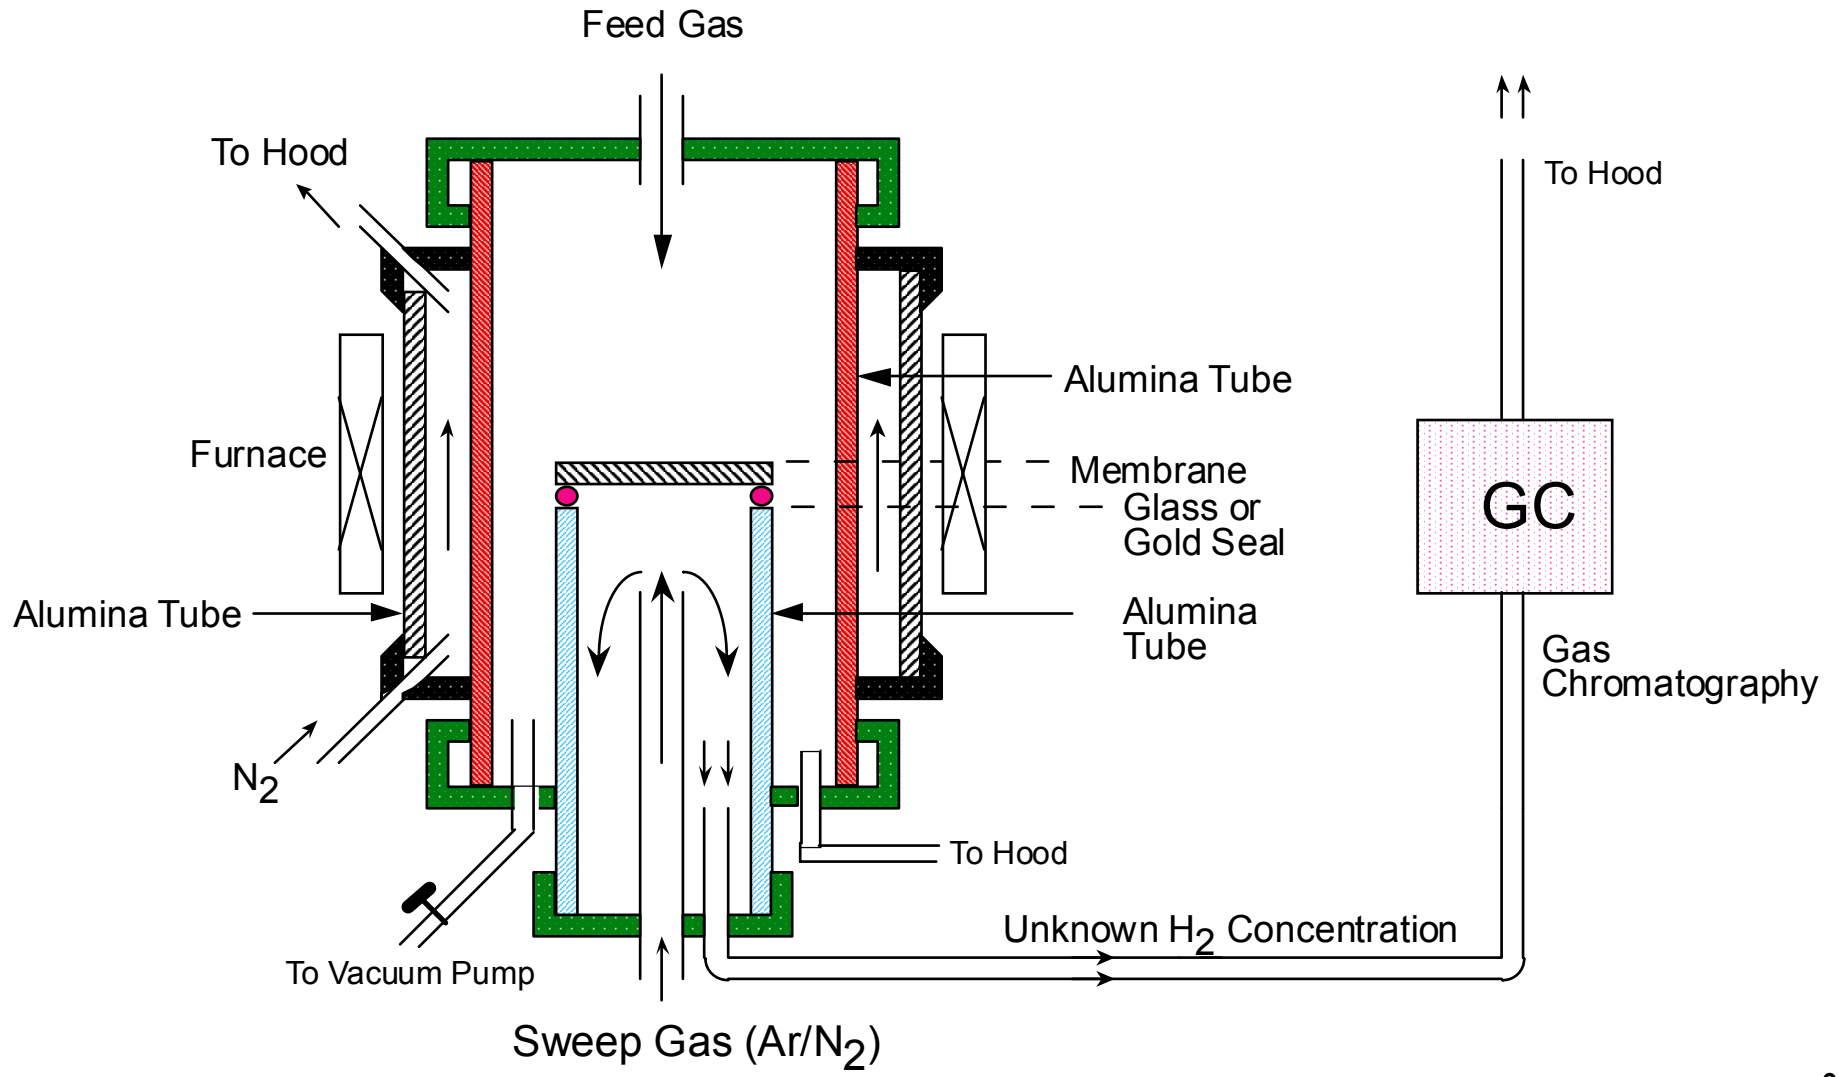 Feed Gas
To Hood
To Hood
Alumina Tube
Furnace
Membrane
Glass or
Gold Seal
GC
Alumina Tube
Alumina
Tube
Gas
Chromatography
N2
To Hood
Unknown H2 Concentration
To Vacuum Pump
Sweep Gas (Ar/N2)